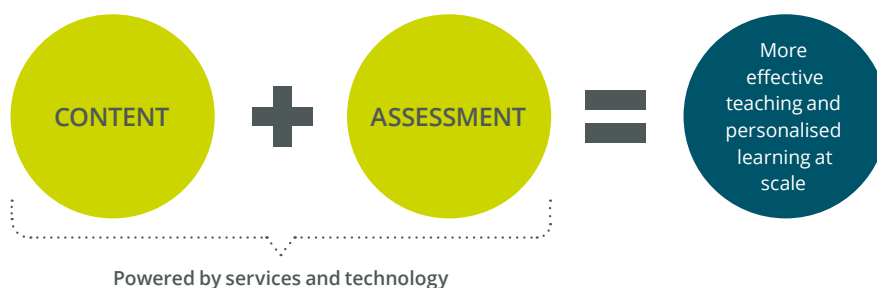 CONTENT
ASSESSMENT
More
effective
teaching and
personalised
learning at
scale
Powered by services and technology